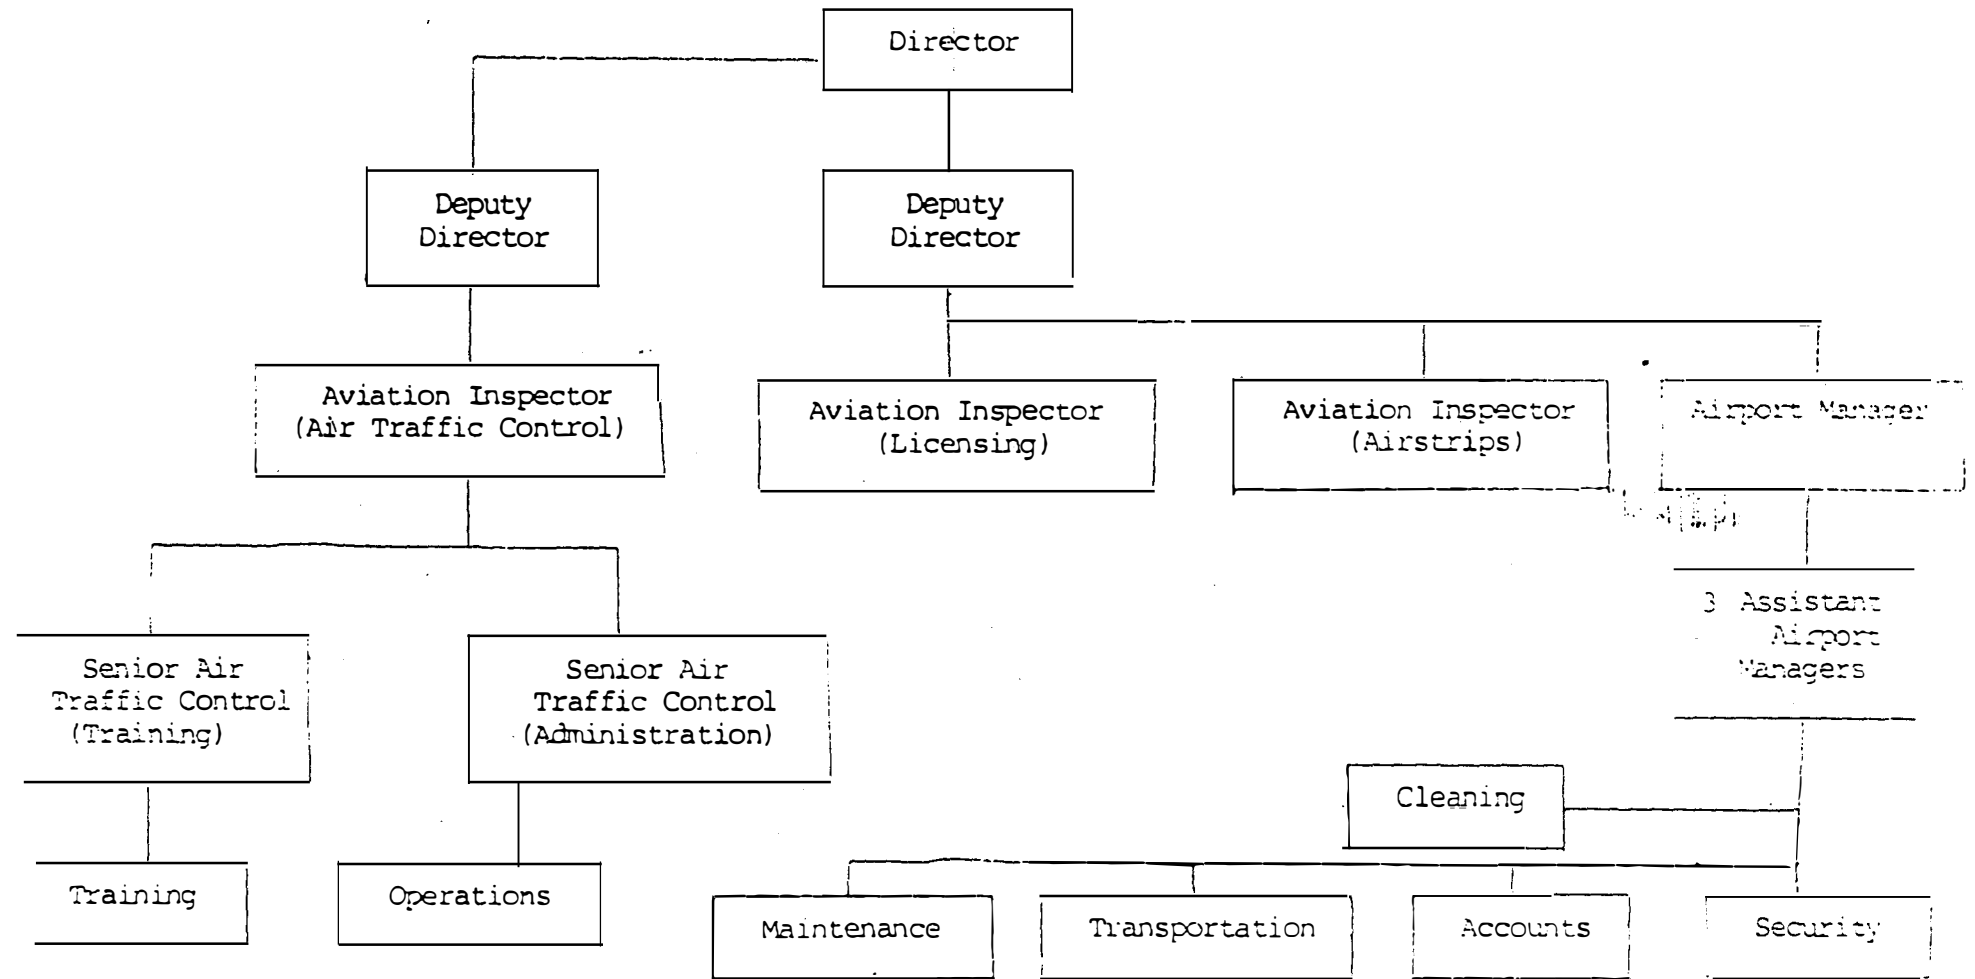 Director
Deputy
Director
Deputy
Director
Aviation Inspector
(Air Traffic Control)
Aviation Inspector
(Licensing)
Aviation Inspector
(Airstrips)
Airport Manager
3 Assistant
Airport
Managers
Senior Air
Traffic Control
(Training)
Senior Air
Traffic Control
(Administration)
Cleaning
Training
Operations
Maintenance
Transportation
Accounts
Security